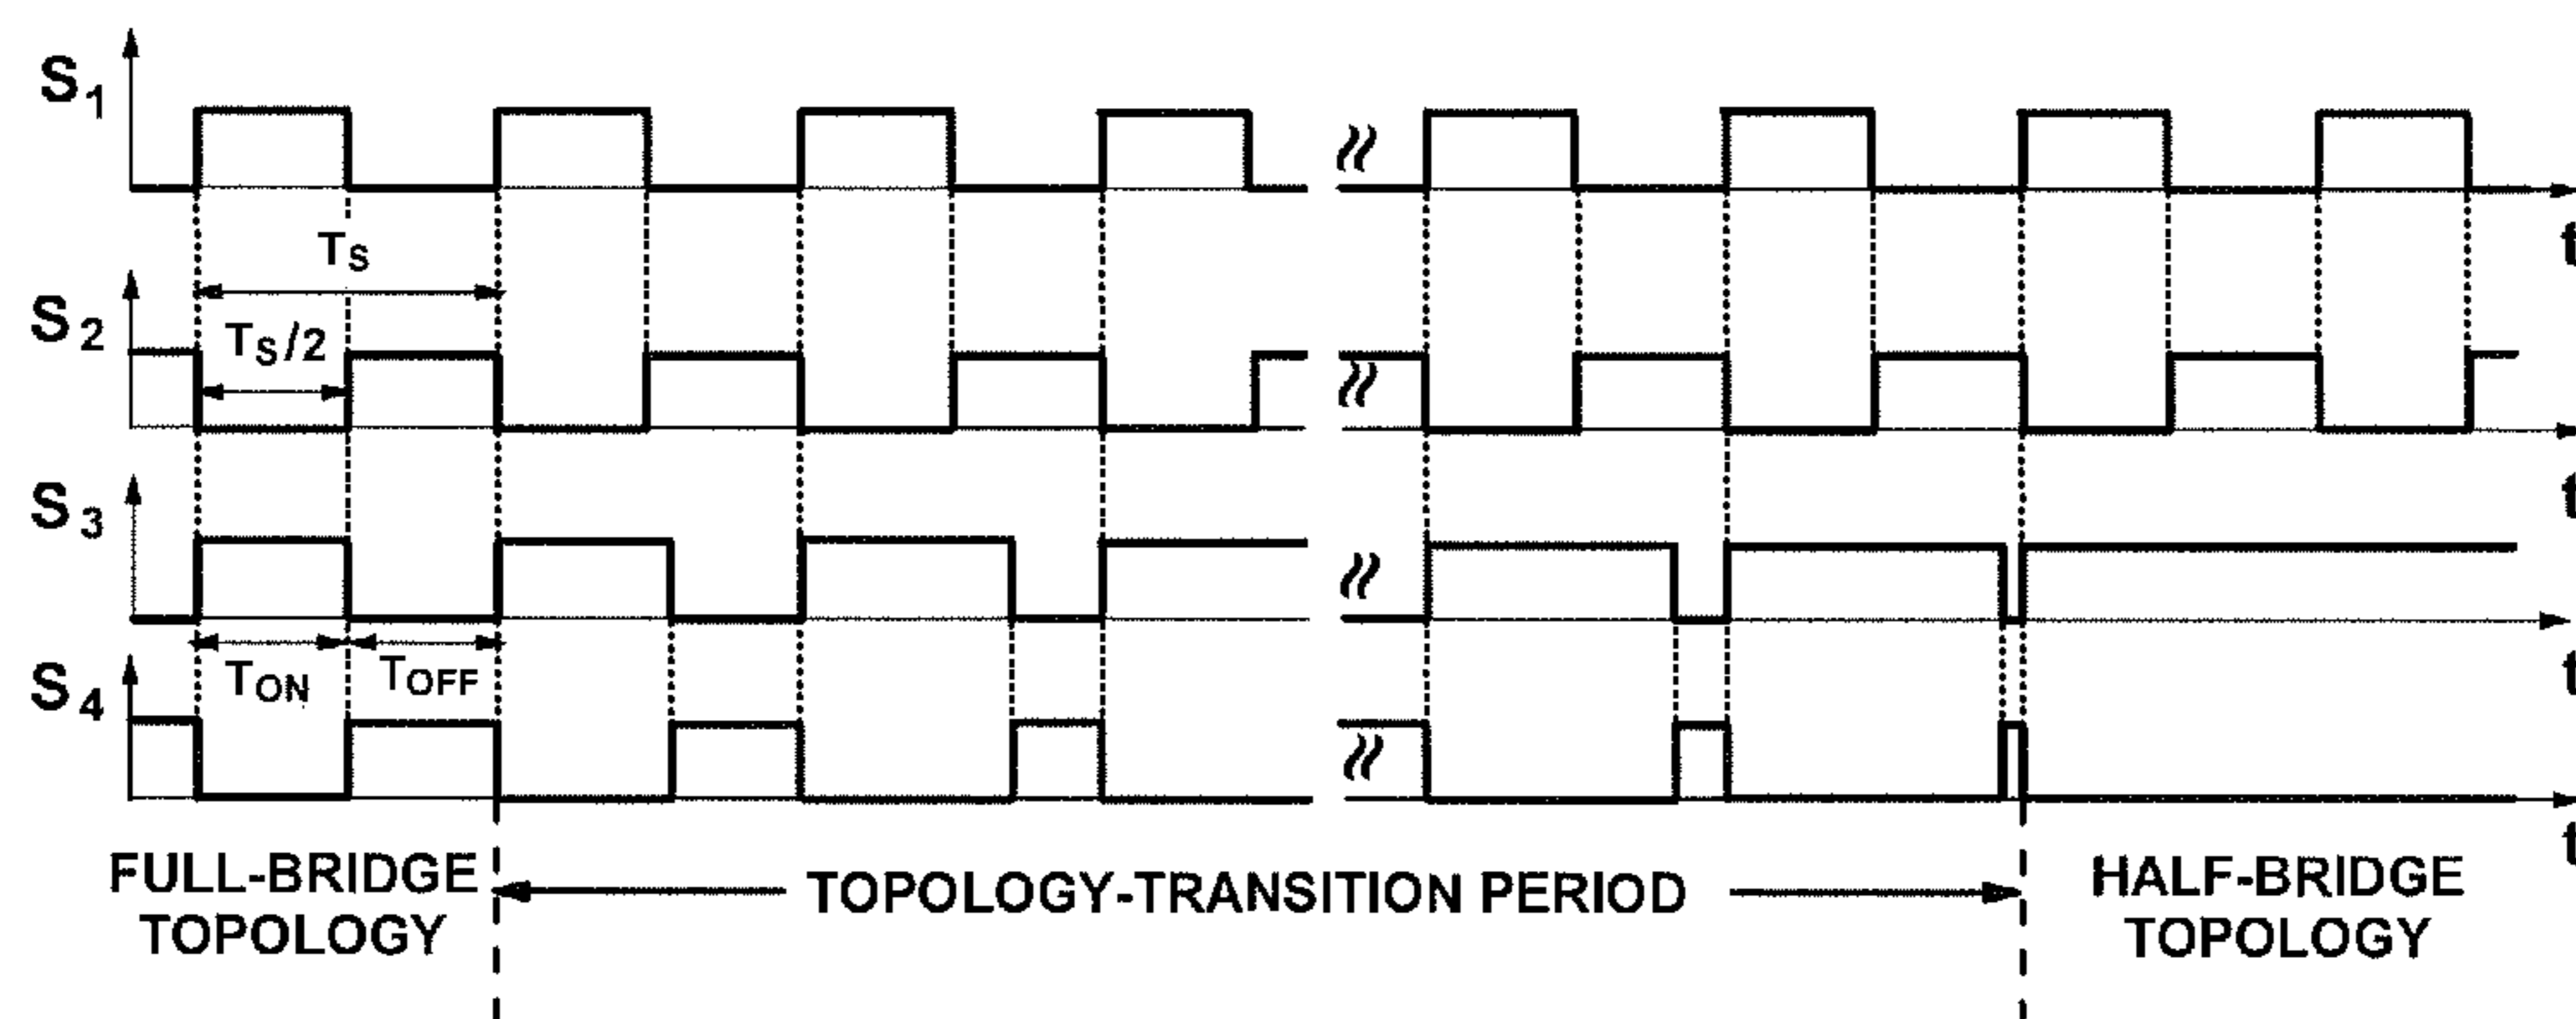 S1
t
TS
S2
TS/2
t
S3
t
TON
TOFF
S4
t
FULL-BRIDGE
TOPOLOGY
TOPOLOGY-TRANSITION PERIOD
HALF-BRIDGE
TOPOLOGY